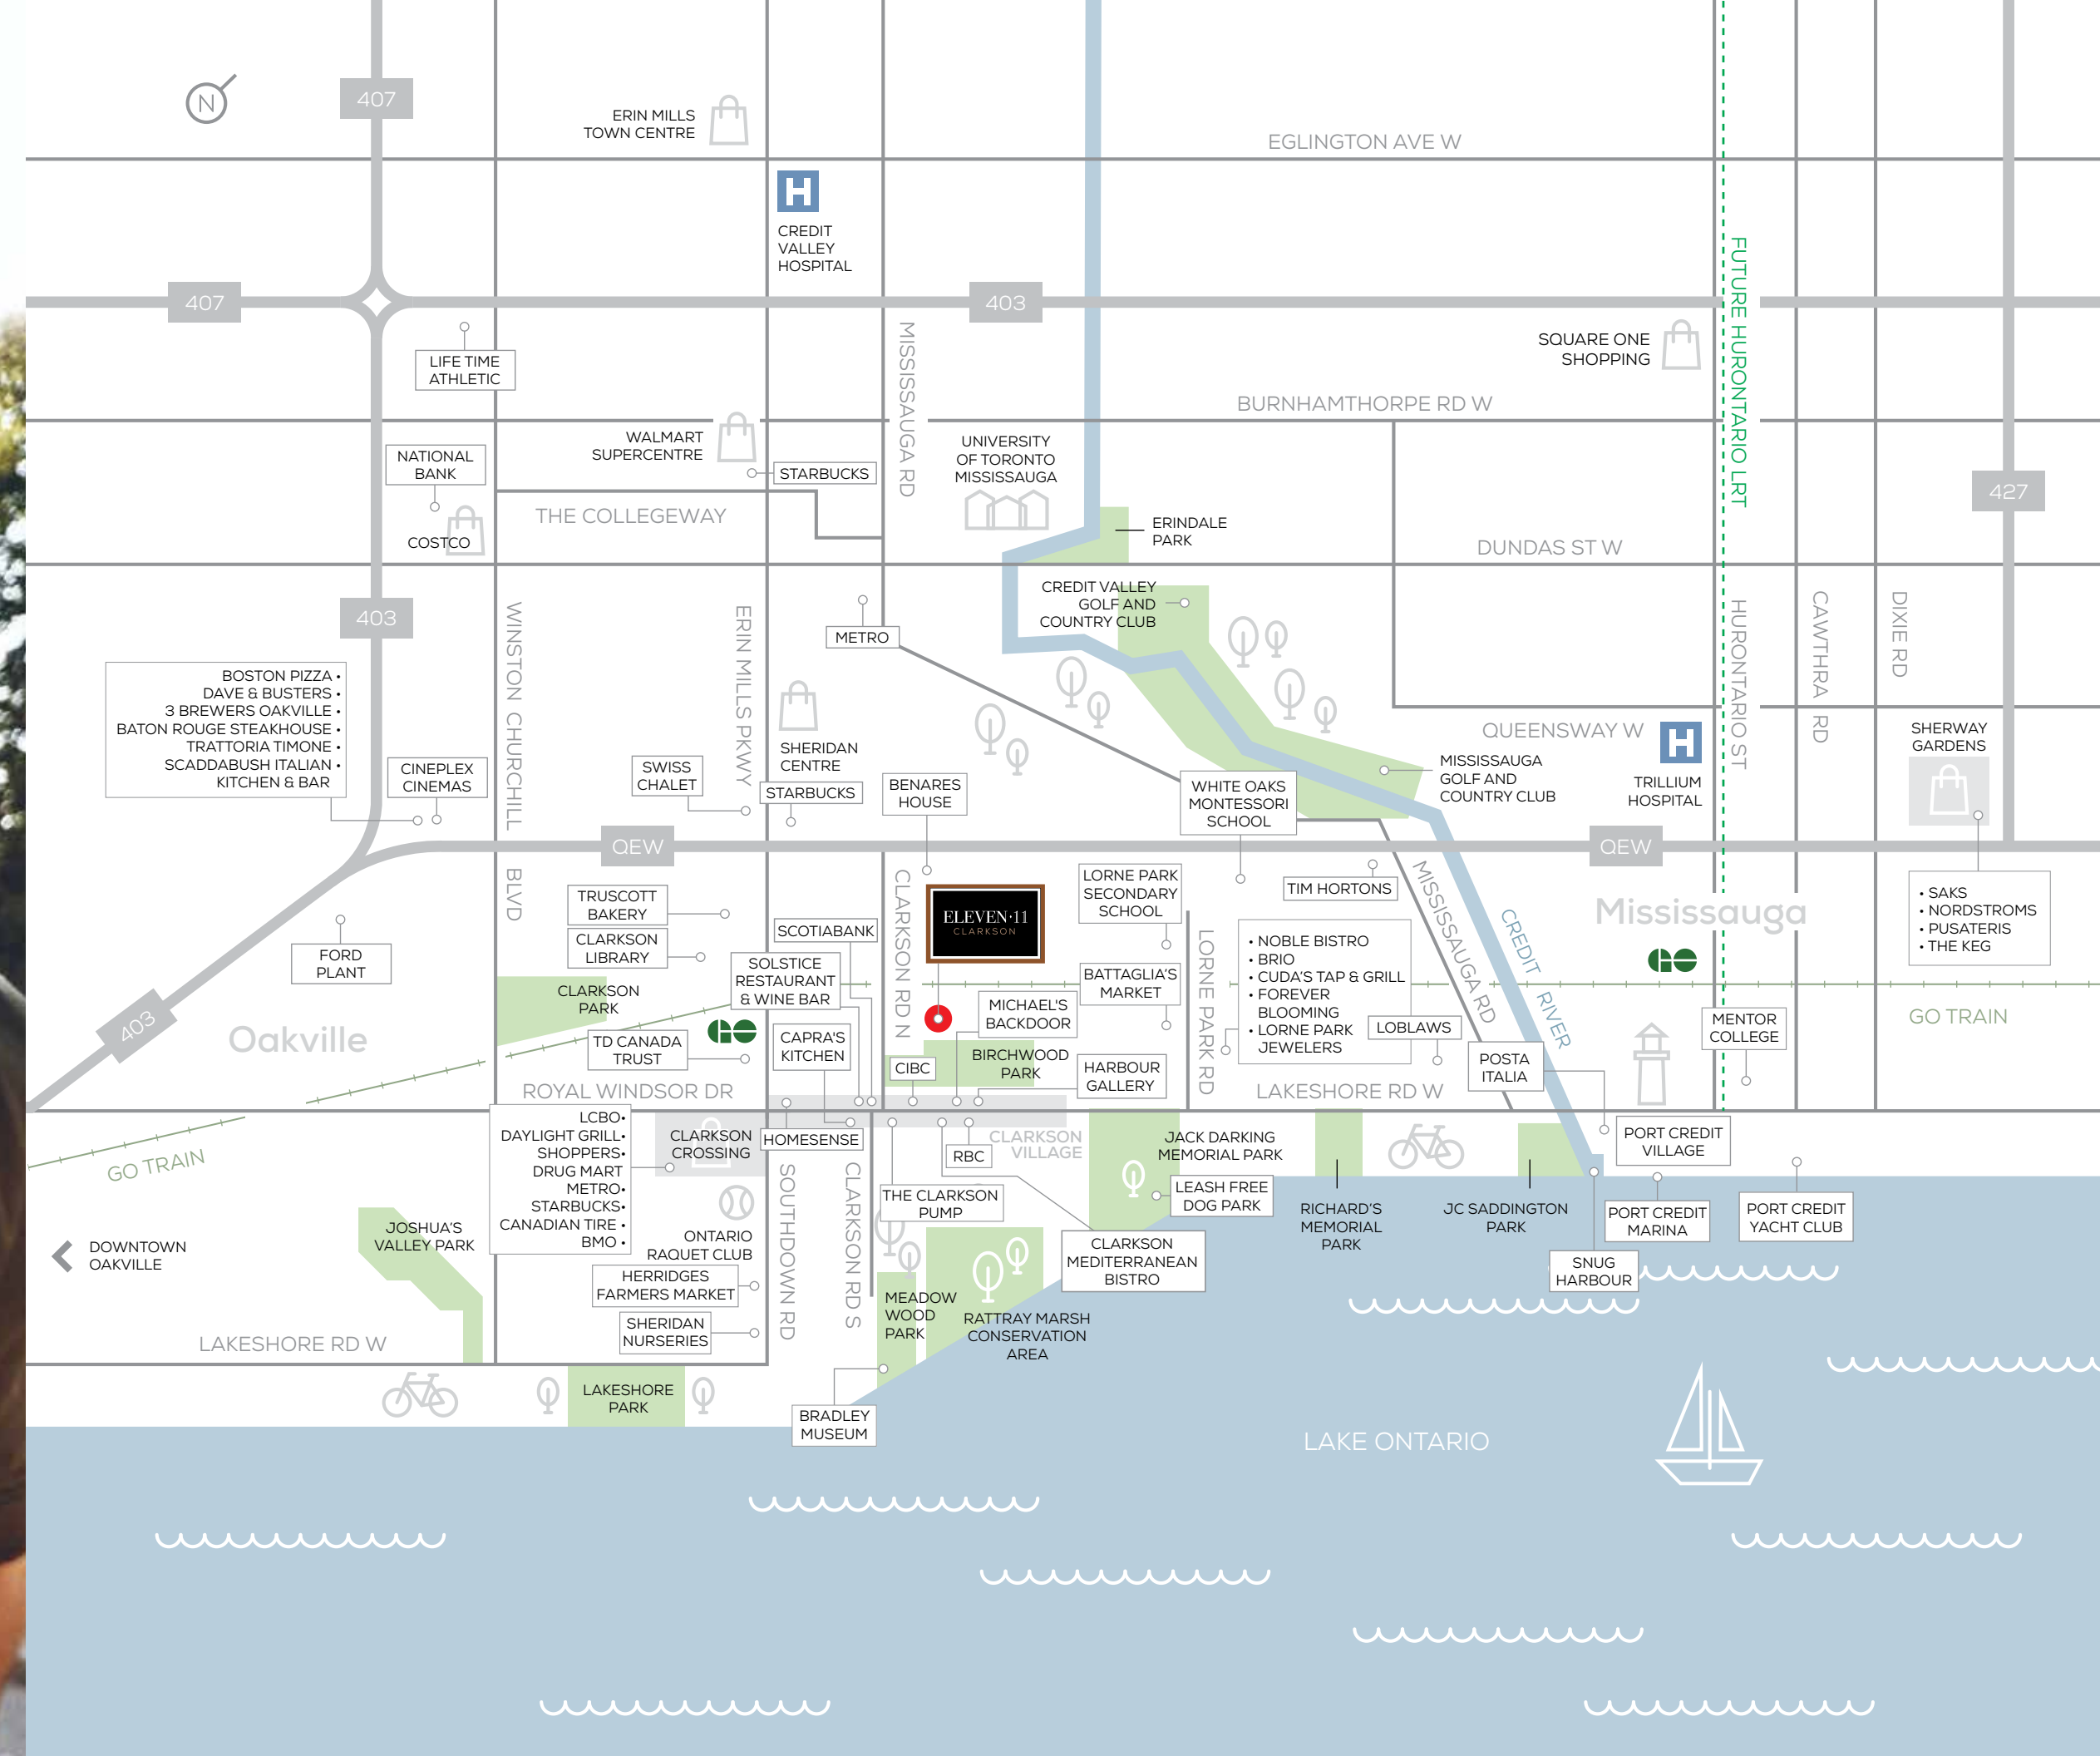 407
N
ERIN MILLS
TOWN CENTRE
EGLINGTON AVE W
H
CREDIT
VALLEY
HOSPITAL
407
403
FUTURE HURONTARIO LRT
LIFE TIME
ATHLETIC
MISSISSAUGA RD
SQUARE ONE
SHOPPING
BURNHAMTHORPE RD W
WALMART
SUPERCENTRE
STARBUCKS
UNIVERSITY
OF TORONTO
MISSISSAUGA
NATIONAL
BANK
COSTCO
THE COLLEGEWAY
427
ERINDALE
PARK
DUNDAS ST W
403
WINSTON CHURCHILL
BLVD
ERIN MILLS PKWY
METRO
CREDIT VALLEY
GOLF AND
COUNTRY CLUB
HURONTARIO ST
CAWTHRA RD
DIXIE RD
BOSTON PIZZA •
DAVE & BUSTERS •
3 BREWERS OAKVILLE •
BATON ROUGE STEAKHOUSE •
TRATTORIA TIMONE •
SCADDABUSH ITALIAN •
KITCHEN & BAR
CINEPLEX
CINEMAS
SWISS
CHALET
SHERIDAN
CENTRE
STARBUCKS
BENARES
HOUSE
WHITE OAKS
MONTESSORI
SCHOOL
QUEENSWAY W
H
TRILLIUM
HOSPITAL
MISSISSAUGA
GOLF AND
COUNTRY CLUB
SHERWAY
GARDENS
QEW
QEW
TRUSCOTT
BAKERY
CLARKSON
LIBRARY
SCOTIABANK
SOLSTICE
RESTAURANT
& WINE BAR
CLARKSON RD N
ELEVEN·11
CLARKSON
LORNE PARK
SECONDARY
SCHOOL
TIM HORTONS
MISSISSAUGA RD
CREDIT RIVER
Mississauga
GO
• SAKS
• NORDSTROMS
• PUSATERIS
• THE KEG
FORD
PLANT
403
Oakville
CLARKSON
PARK
TD CANADA
TRUST
GO
CAPRA'S
KITCHEN
CIBC
MICHAEL'S
BACKDOOR
BIRCHWOOD
PARK
BATTAGLIA'S
MARKET
HARBOUR
GALLERY
LORNE PARK RD
• NOBLE BISTRO
• BRIO
• CUDA'S TAP & GRILL
• FOREVER
BLOOMING
• LORNE PARK
JEWELERS
LOBLAWS
POSTA
ITALIA
MENTOR
COLLEGE
GO TRAIN
ROYAL WINDSOR DR
LAKESHORE RD W
GO TRAIN
LCBO•
DAYLIGHT GRILL•
SHOPPERS•
DRUG MART
METRO•
STARBUCKS•
CANADIAN TIRE •
BMO •
CLARKSON
CROSSING
HOMESENSE
SOUTHDOWN RD
CLARKSON RD S
RBC
CLARKSON
VILLAGE
THE CLARKSON
PUMP
JACK DARKING
MEMORIAL PARK
LEASH FREE
DOG PARK
RICHARD'S
MEMORIAL
PARK
JC SADDINGTON
PARK
PORT CREDIT
VILLAGE
PORT CREDIT
MARINA
PORT CREDIT
YACHT CLUB
SNUG
HARBOUR
DOWNTOWN
OAKVILLE
JOSHUA'S
VALLEY PARK
ONTARIO
RAQUET CLUB
HERRIDGES
FARMERS MARKET
SHERIDAN
NURSERIES
CLARKSON
MEDITERRANEAN
BISTRO
MEADOW
WOOD
PARK
RATTRAY MARSH
CONSERVATION
AREA
LAKESHORE RD W
LAKESHORE
PARK
BRADLEY
MUSEUM
LAKE ONTARIO